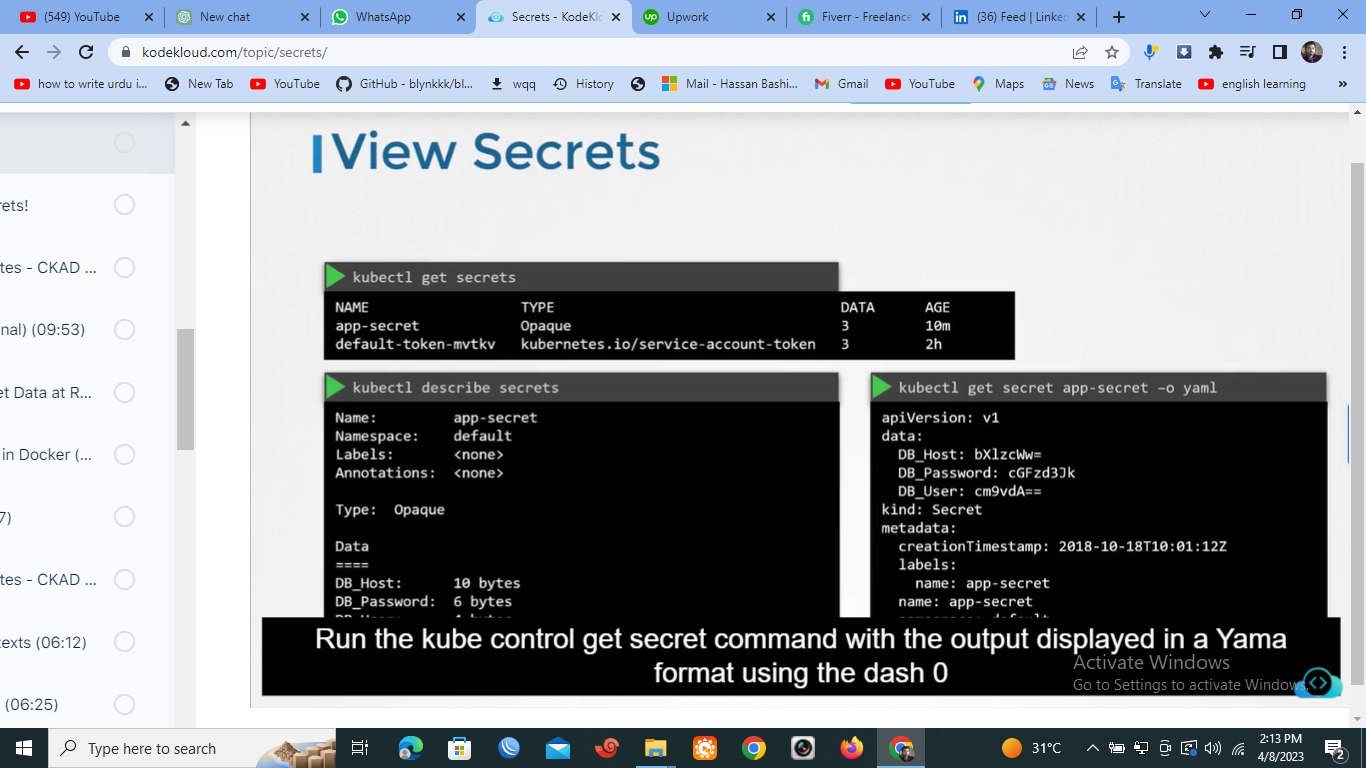 (549) YouTube
New chat
WhatsApp
Secrets - KodeKlo
Upwork
Fiverr - Freelance
(36) Feed | Linke
kodekloud.com/topic/secrets/
how to write urdu i...
New Tab
YouTube
GitHub - blynkkk/bl...
wqq
History
Mail - Hassan Bashi...
Gmail
YouTube
Maps
News
Translate
english learning
»
View Secrets
rets!
tes - CKAD ...
nal) (09:53)
et Data at R...
in Docker (...
7)
tes - CKAD ...
texts (06:12)
(06:25)
kubectl get secrets
NAME TYPE DATA AGE
app-secret Opaque 3 10m
default-token-mvtkv kubernetes.io/service-account-token 3 2h
kubectl describe secrets
Name: app-secret
Namespace: default
Labels: <none>
Annotations: <none>
Type: Opaque
Data
====
DB_Host: 10 bytes
DB_Password: 6 bytes
kubectl get secret app-secret –o yaml
apiVersion: v1
data:
DB_Host: bXlzcWw=
DB_Password: cGFzd3Jk
DB_User: cm9vdA==
kind: Secret
metadata:
creationTimestamp: 2018-10-18T10:01:12Z
labels:
name: app-secret
name: app-secret
Run the kube control get secret command with the output displayed in a Yama
format using the dash 0
Activate Windows
Go to Settings to activate Windows.
Type here to search
31°C
2:13 PM
4/8/2023
2